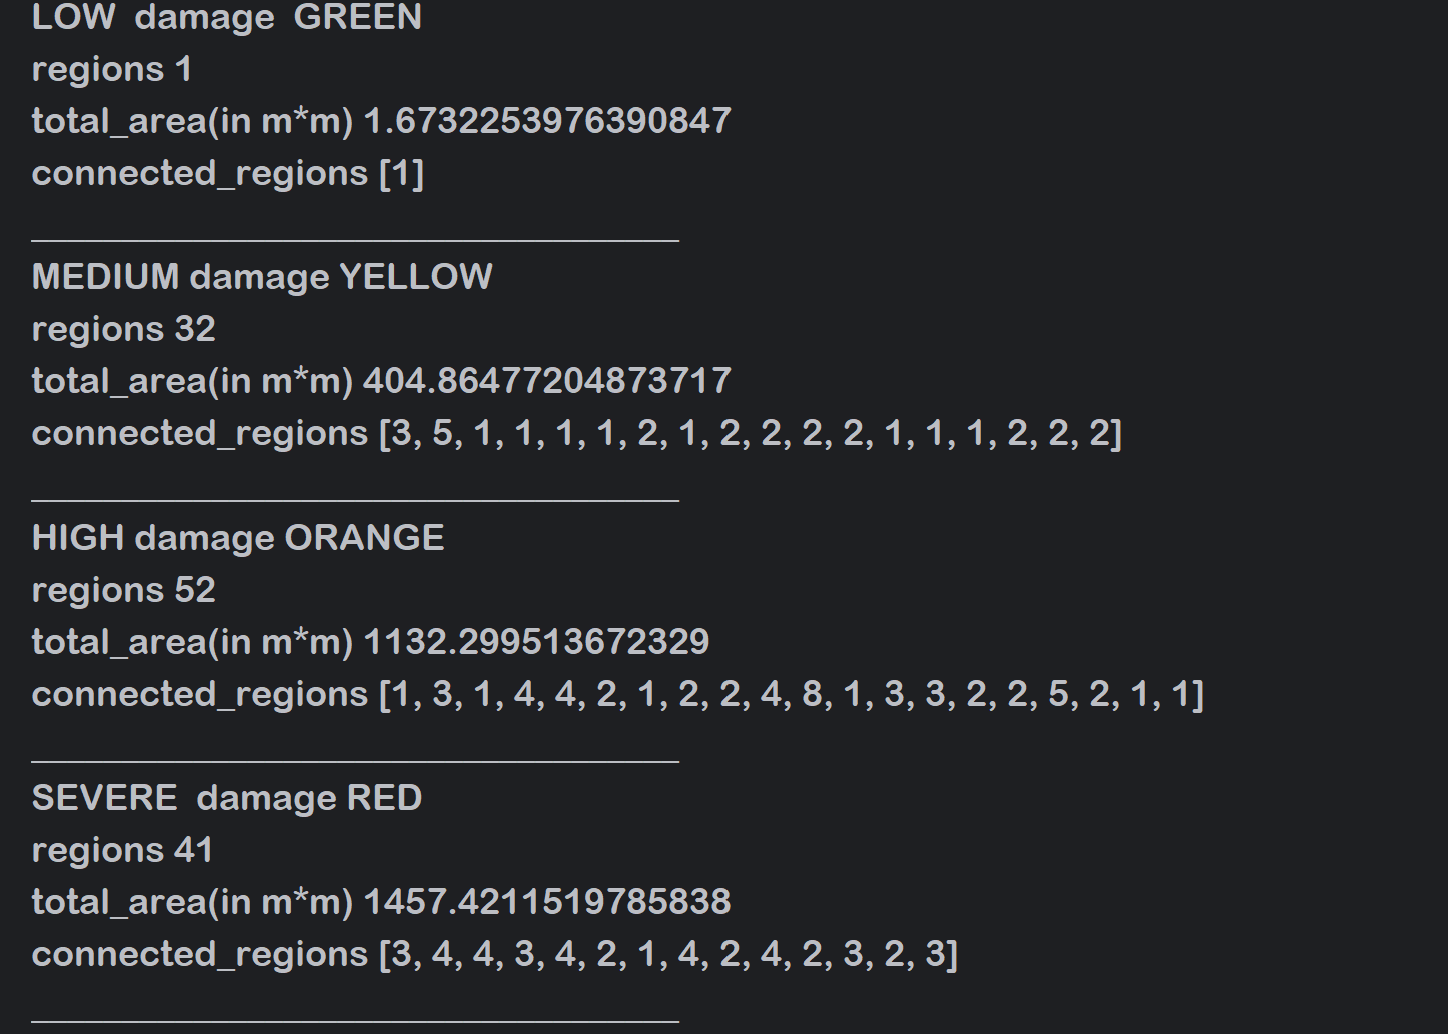 LOW  damage  GREEN
regions 1
total_area(in m*m) 1.6732253976390847
connected_regions [1]
____________________________________
MEDIUM damage YELLOW
regions 32
total_area(in m*m) 404.86477204873717
connected_regions [3, 5, 1, 1, 1, 1, 2, 1, 2, 2, 2, 2, 1, 1, 1, 2, 2, 2]
____________________________________
HIGH damage ORANGE
regions 52
total_area(in m*m) 1132.299513672329
connected_regions [1, 3, 1, 4, 4, 2, 1, 2, 2, 4, 8, 1, 3, 3, 2, 2, 5, 2, 1, 1]
____________________________________
SEVERE  damage RED
regions 41
total_area(in m*m) 1457.4211519785838
connected_regions [3, 4, 4, 3, 4, 2, 1, 4, 2, 4, 2, 3, 2, 3]
____________________________________